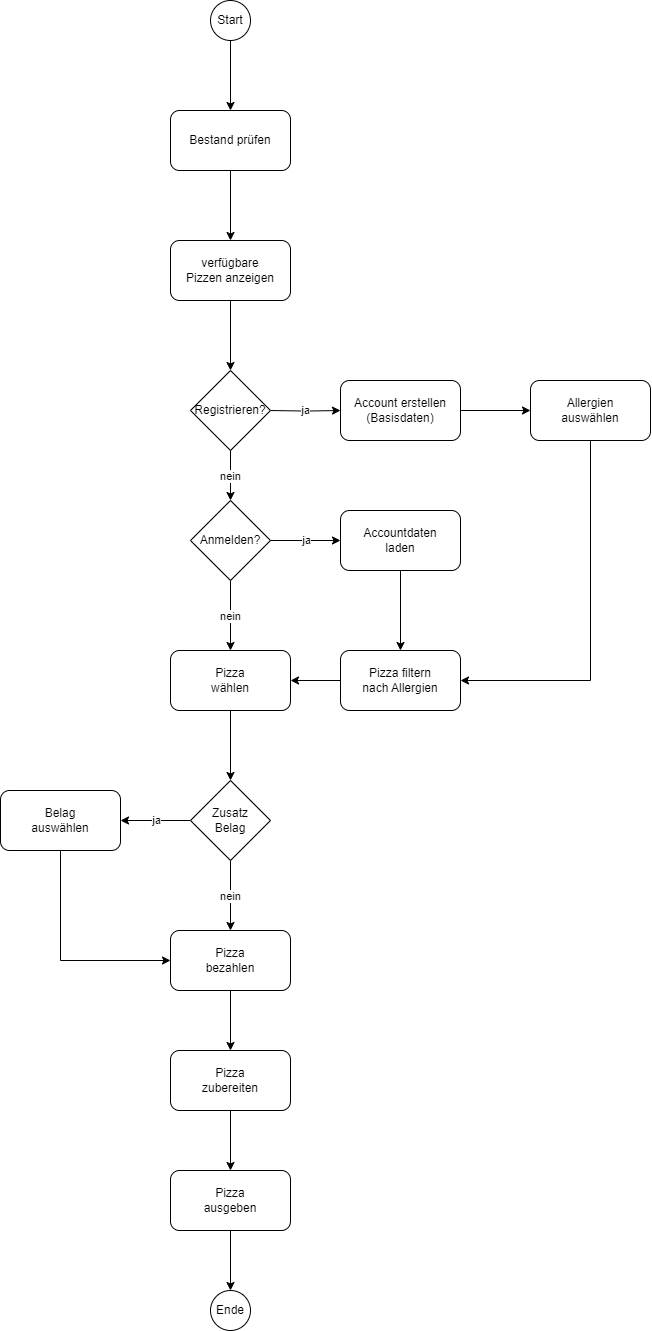 Start
Bestand prüfen
verfügbare
Pizzen anzeigen
Registrieren?
ja
Account erstellen
(Basisdaten)
Allergien
auswählen
nein
Anmelden?
ja
Accountdaten
laden
nein
Pizza
wählen
Pizza filtern
nach Allergien
Zusatz
Belag
ja
Belag
auswählen
nein
Pizza
bezahlen
Pizza
zubereiten
Pizza
ausgeben
Ende